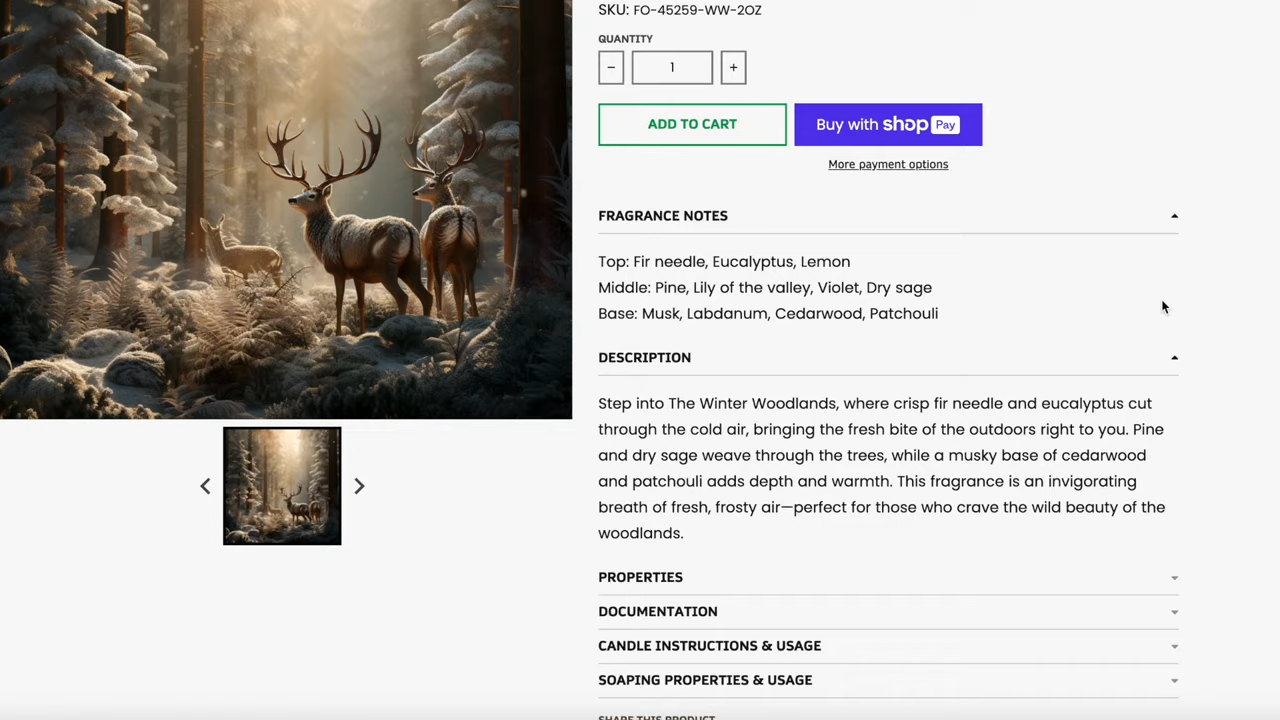 SKU: FO-45259-WW-2OZ
QUANTITY
− 1 +
ADD TO CART
Buy with shop Pay
More payment options
FRAGRANCE NOTES
Top: Fir needle, Eucalyptus, Lemon
Middle: Pine, Lily of the valley, Violet, Dry sage
Base: Musk, Labdanum, Cedarwood, Patchouli
DESCRIPTION
Step into The Winter Woodlands, where crisp fir needle and eucalyptus cut
through the cold air, bringing the fresh bite of the outdoors right to you. Pine
and dry sage weave through the trees, while a musky base of cedarwood
and patchouli adds depth and warmth. This fragrance is an invigorating
breath of fresh, frosty air—perfect for those who crave the wild beauty of the
woodlands.
PROPERTIES
DOCUMENTATION
CANDLE INSTRUCTIONS & USAGE
SOAPING PROPERTIES & USAGE
SHARE THIS PRODUCT